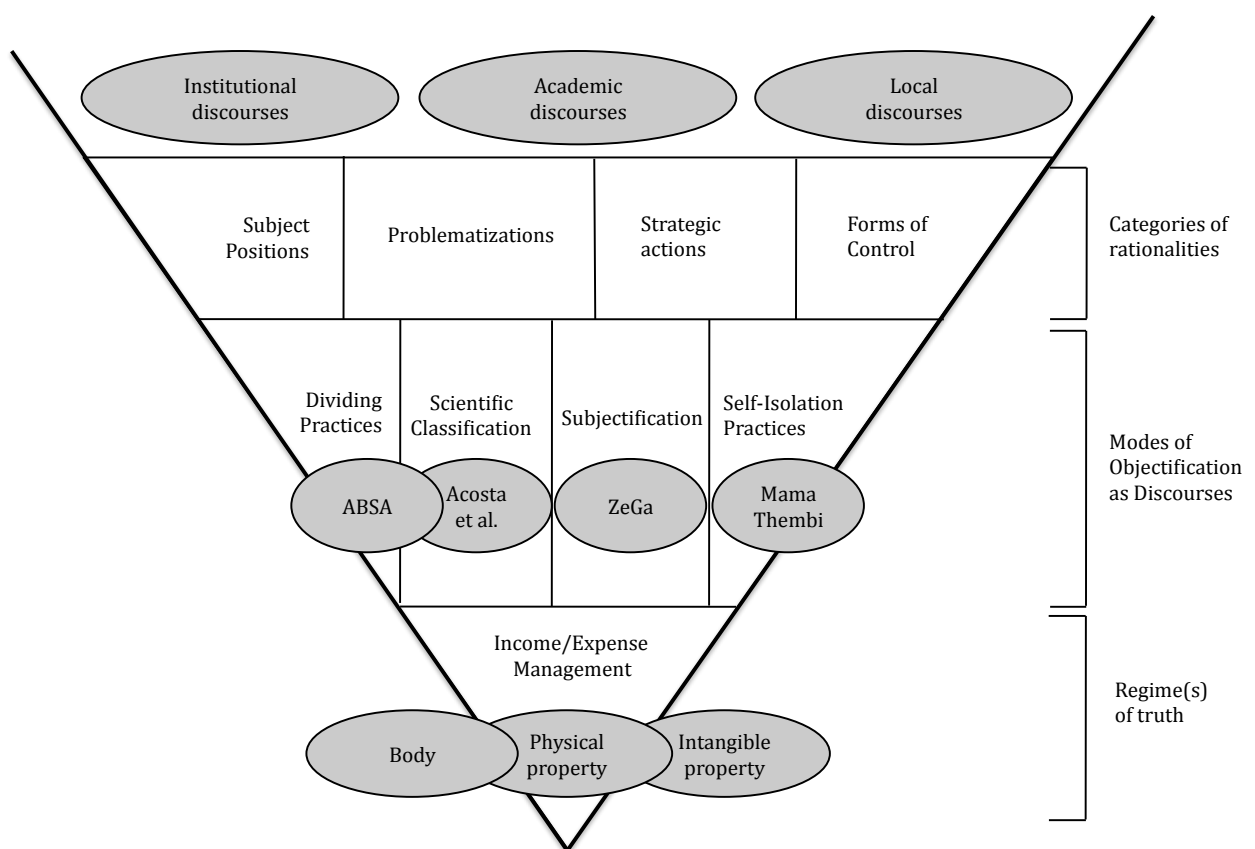 Institutional
discourses
Academic
discourses
Local
discourses
Subject
Positions
Problematizations
Strategic
actions
Forms of
Control
Categories of
rationalities
Dividing
Practices
Scientific
Classification
Subjectification
Self-Isolation
Practices
ABSA
Acosta
et al.
ZeGa
Mama
Thembi
Modes of
Objectification
as Discourses
Income/Expense
Management
Body
Physical
property
Intangible
property
Regime(s)
of truth